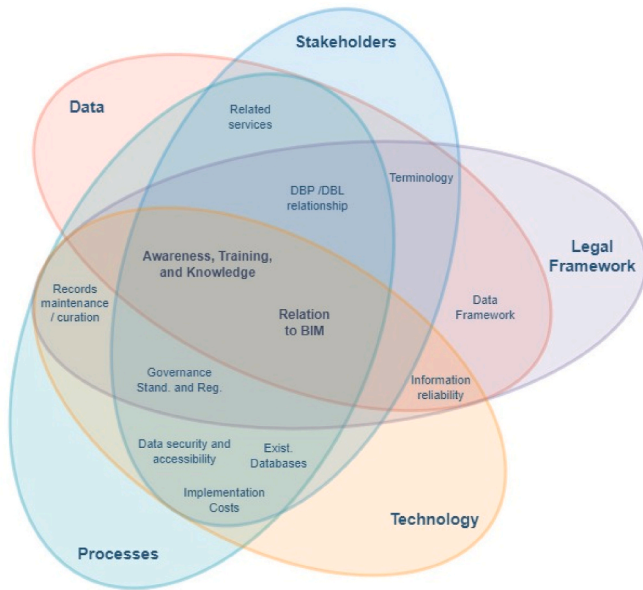 Stakeholders
Data
Related
services
Terminology
DBP /DBL
relationship
Legal
Framework
Awareness, Training,
and Knowledge
Records
maintenance
/ curation
Data
Framework
Relation
to BIM
Governance
Stand. and Reg.
Information
reliability
Data security and
accessibility
Exist.
Databases
Implementation
Costs
Technology
Processes